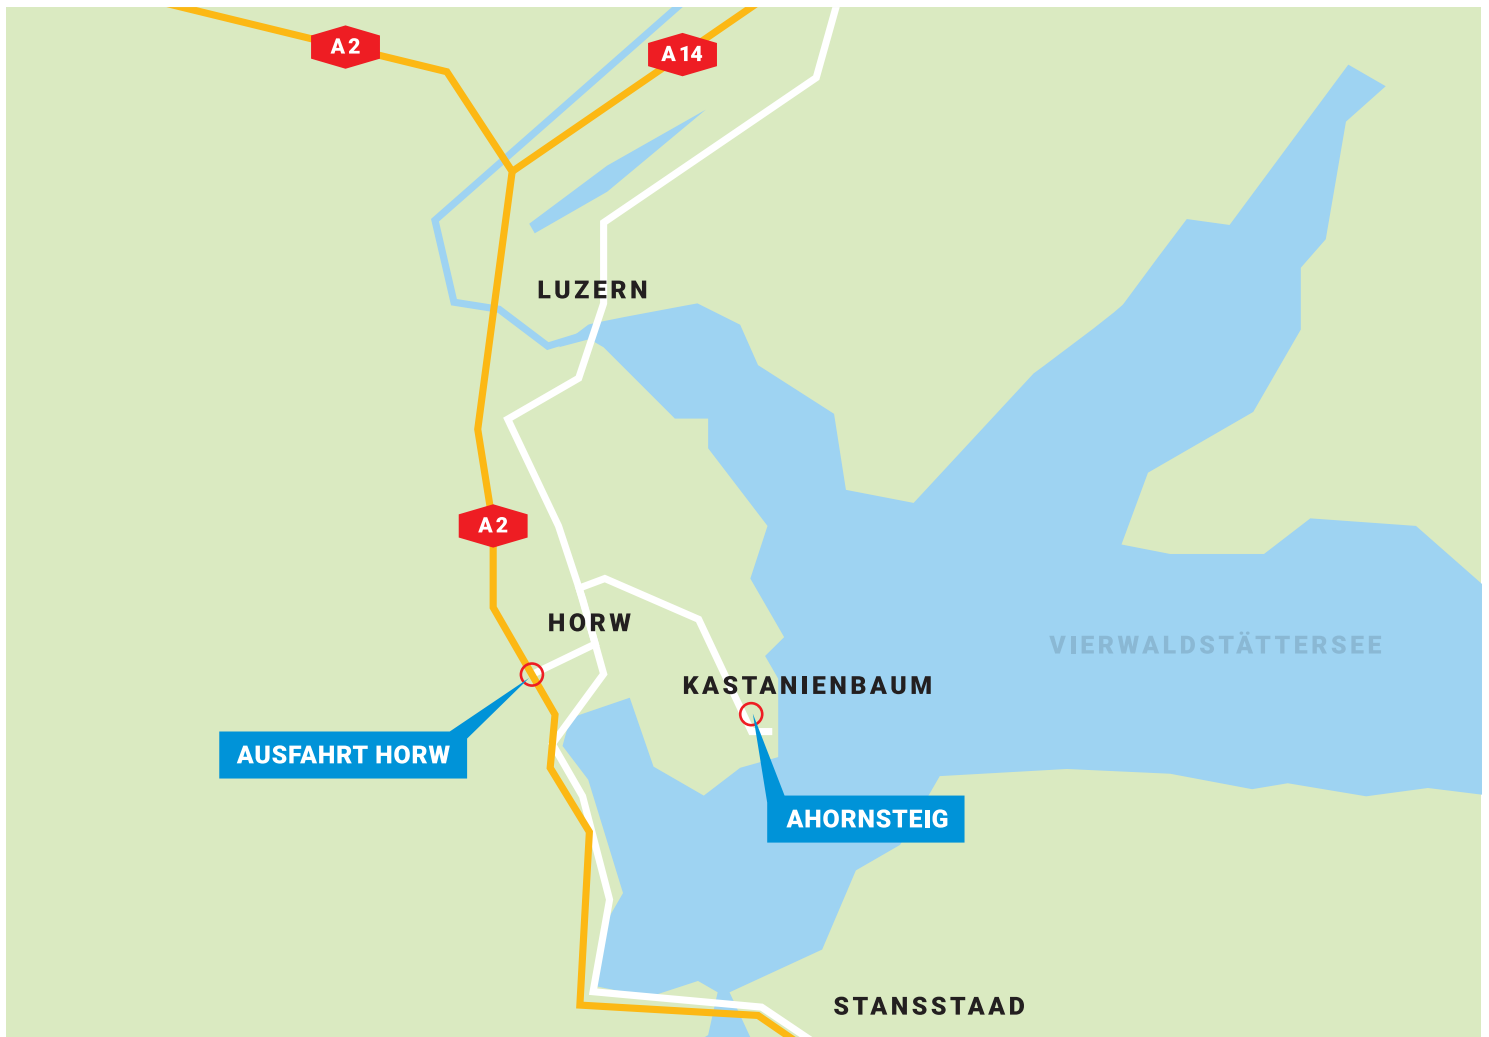 A2
A14
LUZERN
A2
HORW
VIERWALDSTÄTTERSEE
KASTANIENBAUM
AUSFAHRT HORW
AHORNSTEIG
STANSSTAAD